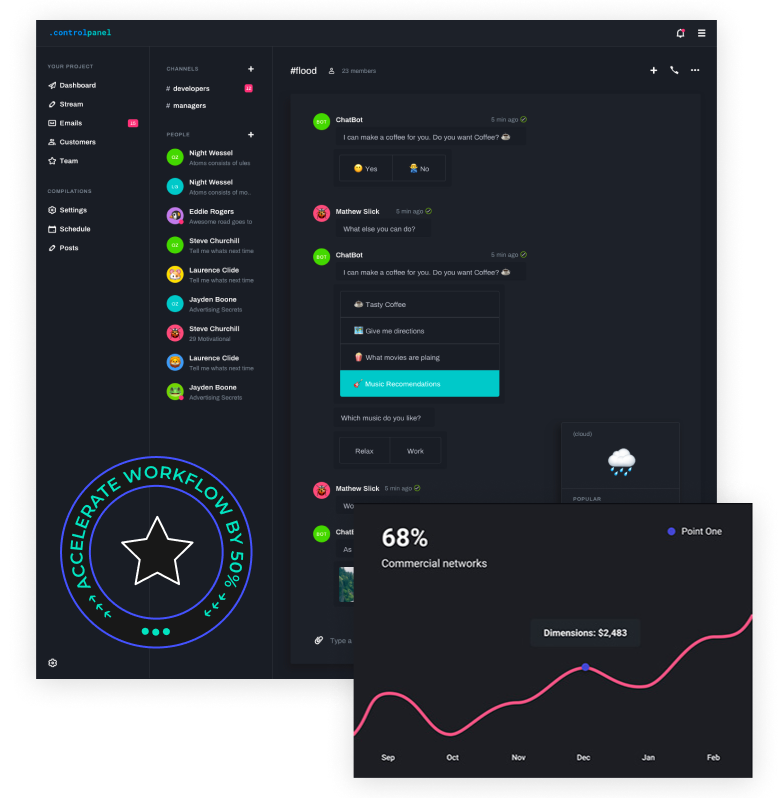 .controlpanel
YOUR PROJECT
Dashboard
Stream
Emails
Customers
Team
COMPILATIONS
Settings
Schedule
Posts
CHANNELS
# developers
# managers
PEOPLE
OZ
Night Wessel
Atoms consists of ules
Night Wessel
Atoms consists of mo..
Eddie Rogers
Awesome road goes to
OZ
Steve Churchill
Tell me whats next time
Laurence Clide
Tell me whats next time
OZ
Jayden Boone
Advertising Secrets
Steve Churchill
29 Motivational
Laurence Clide
Tell me whats next time
Jayden Boone
Advertising Secrets
#flood
23 members
BOT
ChatBot
5 min ago
I can make a coffee for you. Do you want Coffee? ☕
Yes
No
Mathew Slick
5 min ago
What else you can do?
BOT
ChatBot
5 min ago
I can make a coffee for you. Do you want Coffee? ☕
Tasty Coffee
Give me directions
What movies are plaing
Music Recomendations
Which music do you like?
Relax
Work
Mathew Slick
5 min ago
Wo
BOT
ChatB
As
Type a
(cloud)
POPULAR
ACCELERATE WORKFLOW BY 50%
68%
Commercial networks
Point One
Dimensions: $2,483
Sep
Oct
Nov
Dec
Jan
Feb